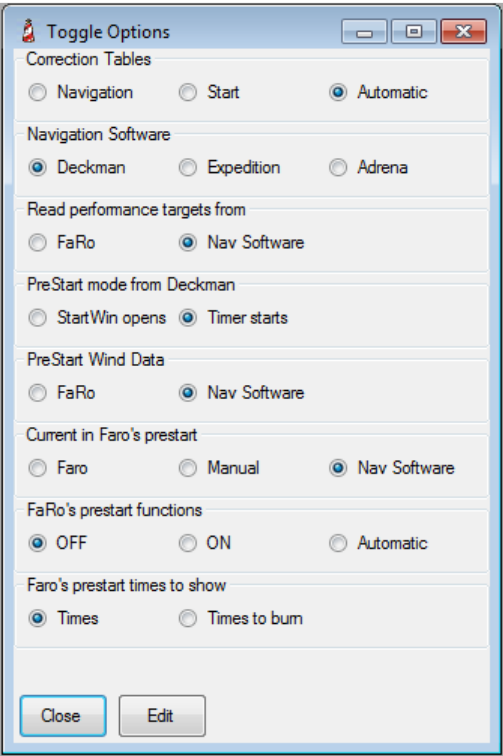 Toggle Options
Correction Tables
Navigation Start Automatic
Navigation Software
Deckman Expedition Adrena
Read performance targets from
FaRo Nav Software
PreStart mode from Deckman
StartWin opens Timer starts
PreStart Wind Data
FaRo Nav Software
Current in Faro's prestart
Faro Manual Nav Software
FaRo's prestart functions
OFF ON Automatic
Faro's prestart times to show
Times Times to burn
Close Edit